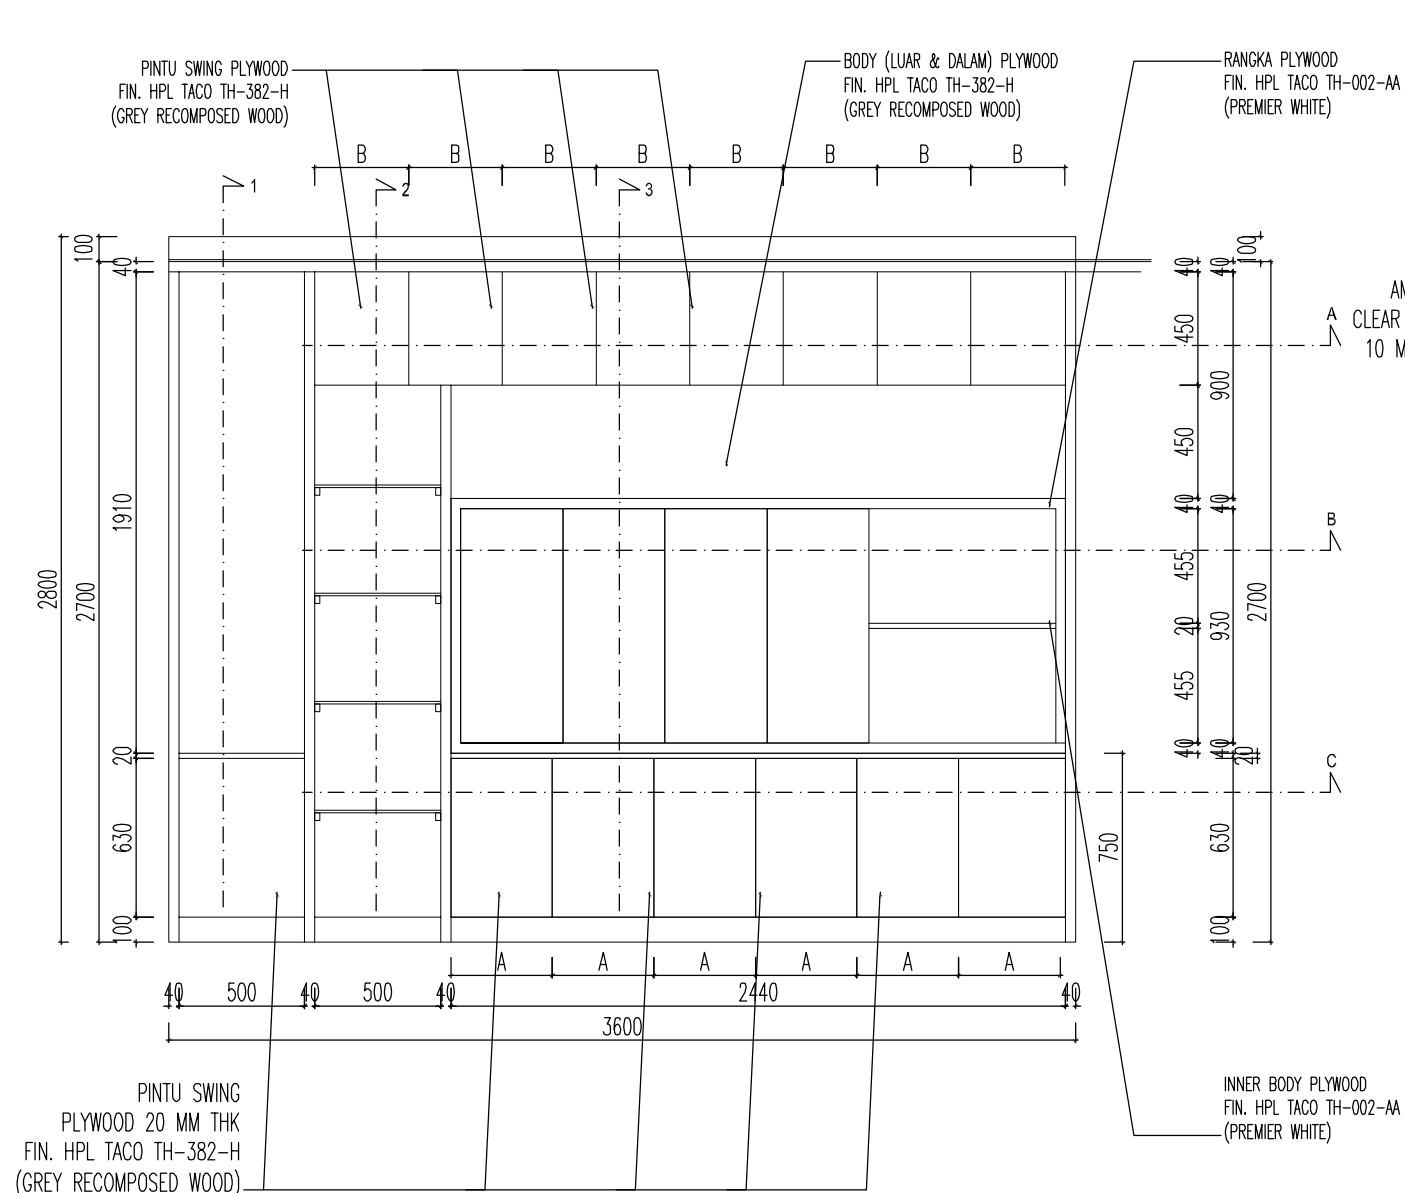 PINTU SWING PLYWOOD
FIN. HPL TACO TH-382-H
(GREY RECOMPOSED WOOD)
BODY (LUAR & DALAM) PLYWOOD
FIN. HPL TACO TH-382-H
(GREY RECOMPOSED WOOD)
RANGKA PLYWOOD
FIN. HPL TACO TH-002-AA
(PREMIER WHITE)
B B B B B B B B
1 2 3
100
40
1910
20
630
100
2800
2700
40
450
450
40
455
20
455
40
40
900
40
930
40
20
630
100
100
2700
750
A
B
C
AN
CLEAR
10 M
A A A A A A
40 500 40 500 40 2440 40
3600
PINTU SWING
PLYWOOD 20 MM THK
FIN. HPL TACO TH-382-H
(GREY RECOMPOSED WOOD)
INNER BODY PLYWOOD
FIN. HPL TACO TH-002-AA
(PREMIER WHITE)